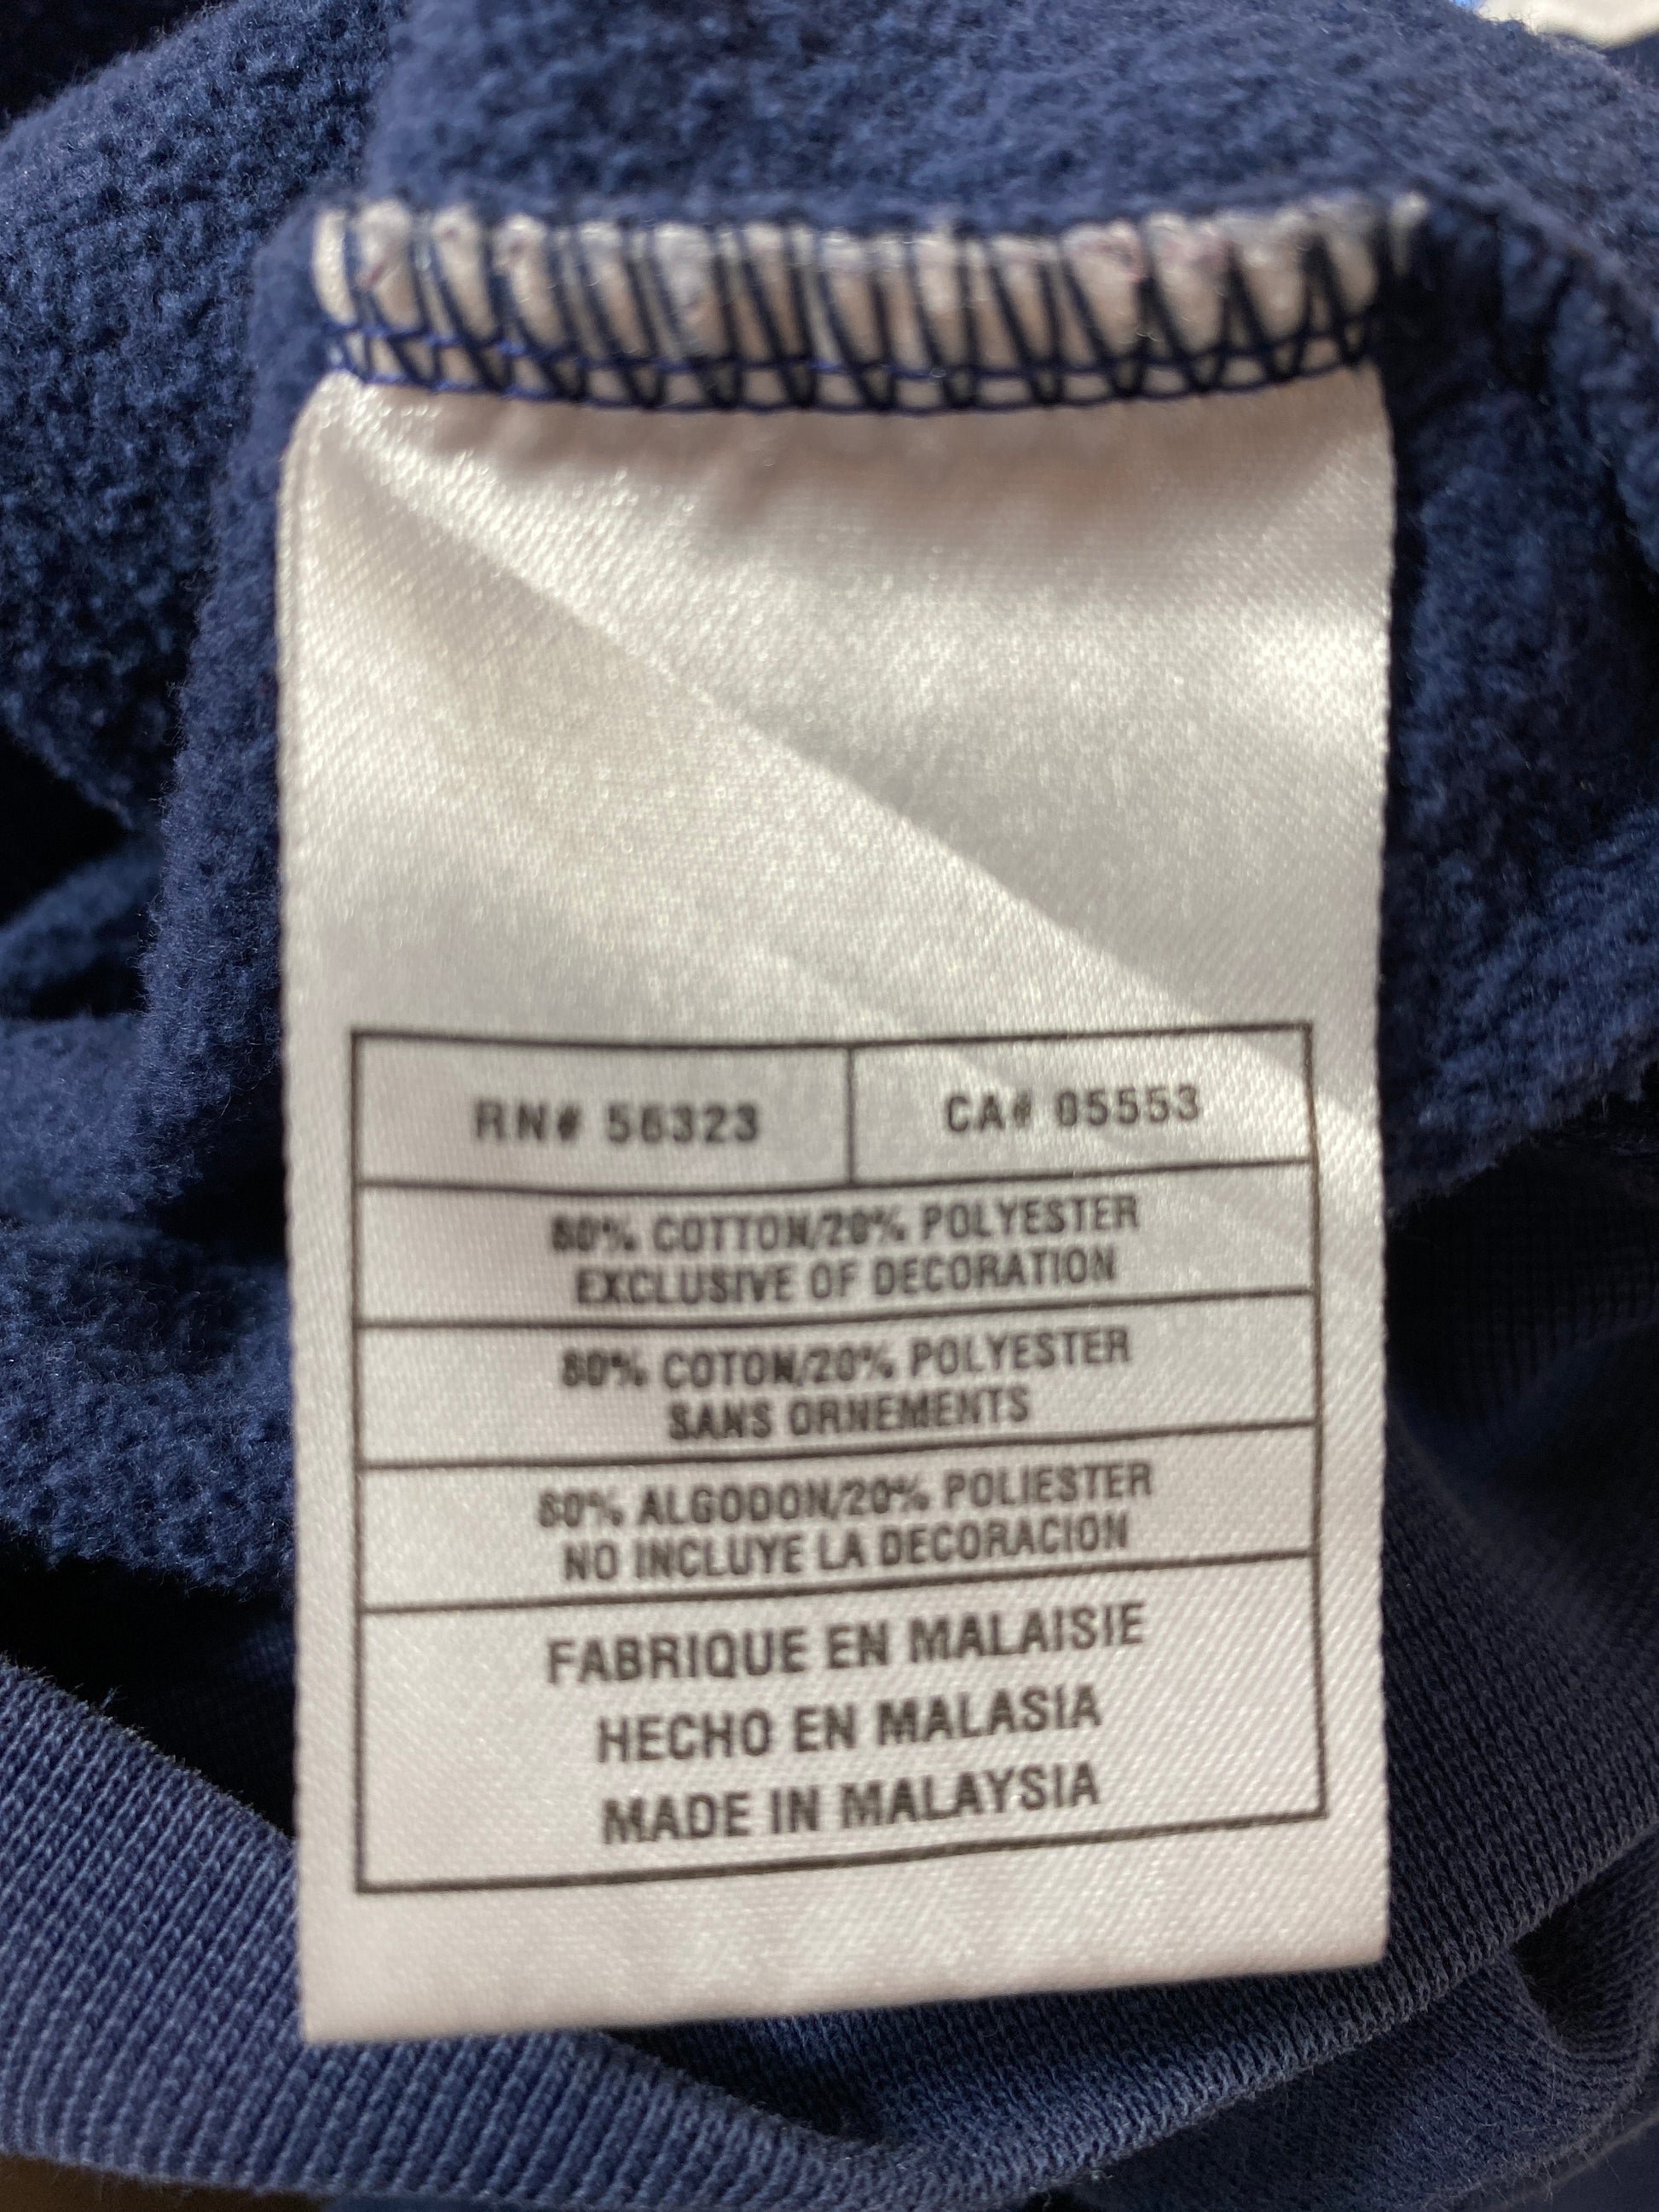 RN# 56323
CA# 05553
80% COTTON/20% POLYESTER
EXCLUSIVE OF DECORATION
80% COTON/20% POLYESTER
SANS ORNEMENTS
80% ALGODON/20% POLIESTER
NO INCLUYE LA DECORACION
FABRIQUE EN MALAISIE
HECHO EN MALASIA
MADE IN MALAYSIA